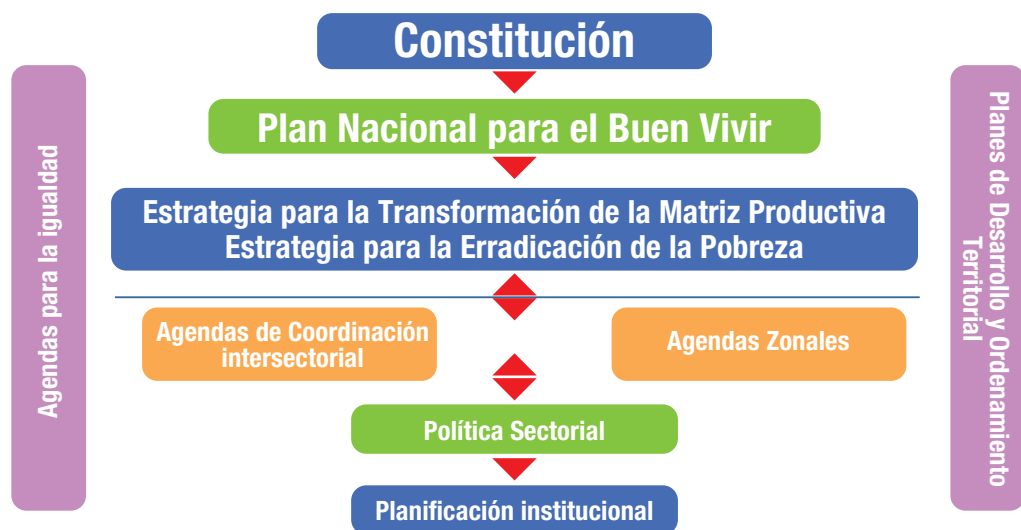 Constitución
Plan Nacional para el Buen Vivir
Estrategia para la Transformación de la Matriz Productiva
Estrategia para la Erradicación de la Pobreza
Agendas de Coordinación
intersectorial
Agendas Zonales
Política Sectorial
Planificación institucional
Agendas para la igualdad
Planes de Desarrollo y Ordenamiento
Territorial